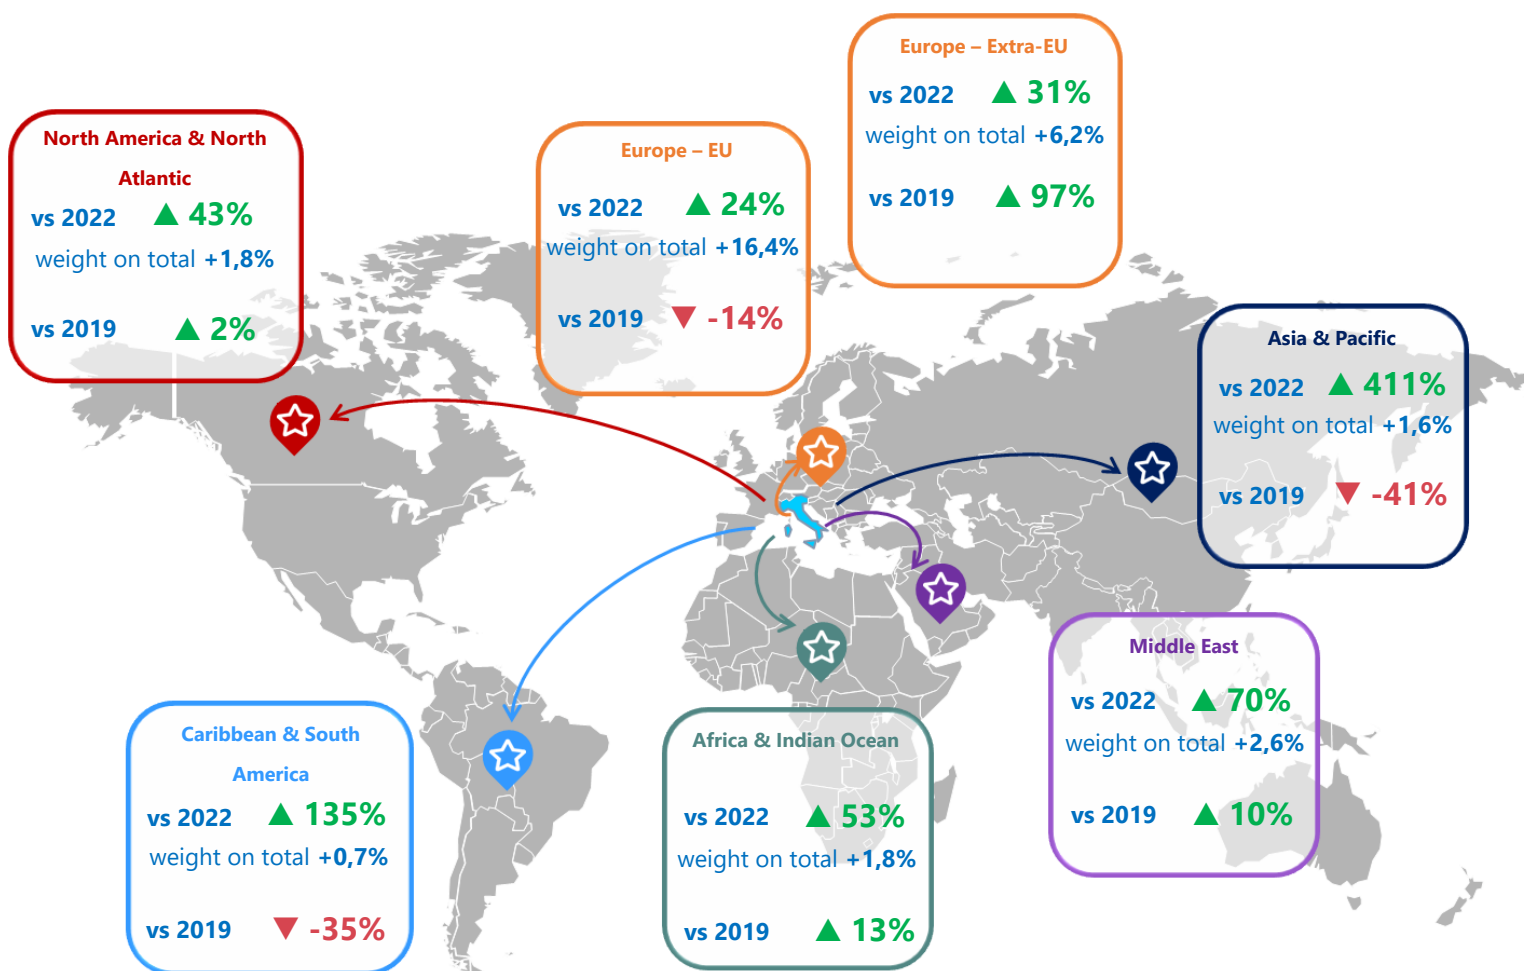 Europe – Extra-EU
vs 2022 ▲ 31%
weight on total +6,2%
vs 2019 ▲ 97%
North America & North
Atlantic
vs 2022 ▲ 43%
weight on total +1,8%
vs 2019 ▲ 2%
Europe – EU
vs 2022 ▲ 24%
weight on total +16,4%
vs 2019 ▼ -14%
Asia & Pacific
vs 2022 ▲ 411%
weight on total +1,6%
vs 2019 ▼ -41%
Middle East
vs 2022 ▲ 70%
weight on total +2,6%
vs 2019 ▲ 10%
Caribbean & South
America
vs 2022 ▲ 135%
weight on total +0,7%
vs 2019 ▼ -35%
Africa & Indian Ocean
vs 2022 ▲ 53%
weight on total +1,8%
vs 2019 ▲ 13%